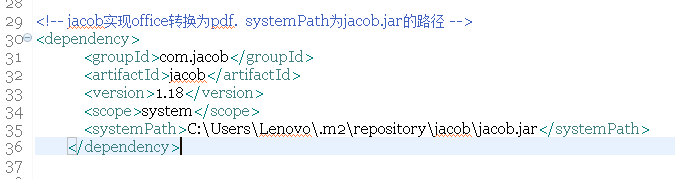 28
29 <!-- jacob实现office转换为pdf.  systemPath为jacob.jar的路径 -->
30 <dependency>
31 <groupId>com.jacob</groupId>
32 <artifactId>jacob</artifactId>
33 <version>1.18</version>
34 <scope>system</scope>
35 <systemPath>C:\Users\Lenovo\.m2\repository\jacob\jacob.jar</systemPath>
36 </dependency>
37